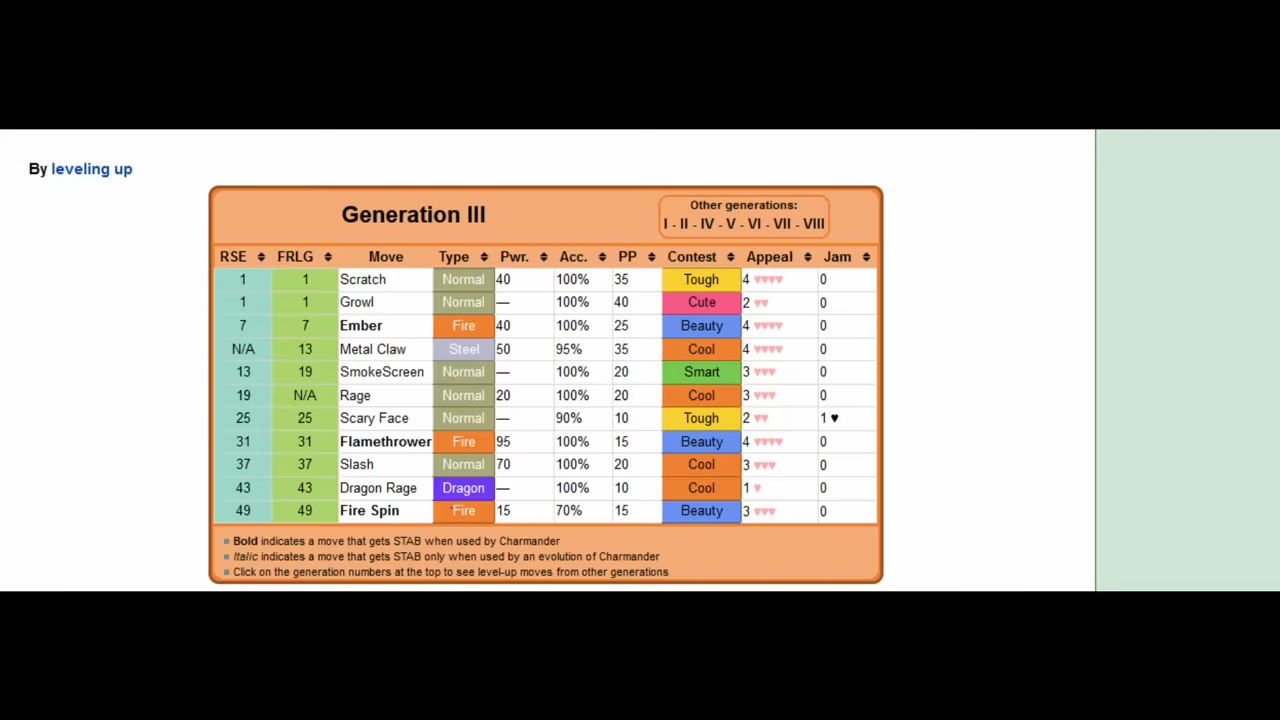 By leveling up
Generation III
Other generations:
I - II - IV - V - VI - VII - VIII
RSE FRLG Move Type Pwr. Acc. PP Contest Appeal Jam
1 1 Scratch Normal 40 100% 35 Tough 4 ♥♥♥♥ 0
1 1 Growl Normal — 100% 40 Cute 2 ♥♥ 0
7 7 Ember Fire 40 100% 25 Beauty 4 ♥♥♥♥ 0
N/A 13 Metal Claw Steel 50 95% 35 Cool 4 ♥♥♥♥ 0
13 19 SmokeScreen Normal — 100% 20 Smart 3 ♥♥♥ 0
19 N/A Rage Normal 20 100% 20 Cool 3 ♥♥♥ 0
25 25 Scary Face Normal — 90% 10 Tough 2 ♥♥ 1 ♥
31 31 Flamethrower Fire 95 100% 15 Beauty 4 ♥♥♥♥ 0
37 37 Slash Normal 70 100% 20 Cool 3 ♥♥♥ 0
43 43 Dragon Rage Dragon — 100% 10 Cool 1 ♥ 0
49 49 Fire Spin Fire 15 70% 15 Beauty 3 ♥♥♥ 0
Bold indicates a move that gets STAB when used by Charmander
Italic indicates a move that gets STAB only when used by an evolution of Charmander
Click on the generation numbers at the top to see level-up moves from other generations